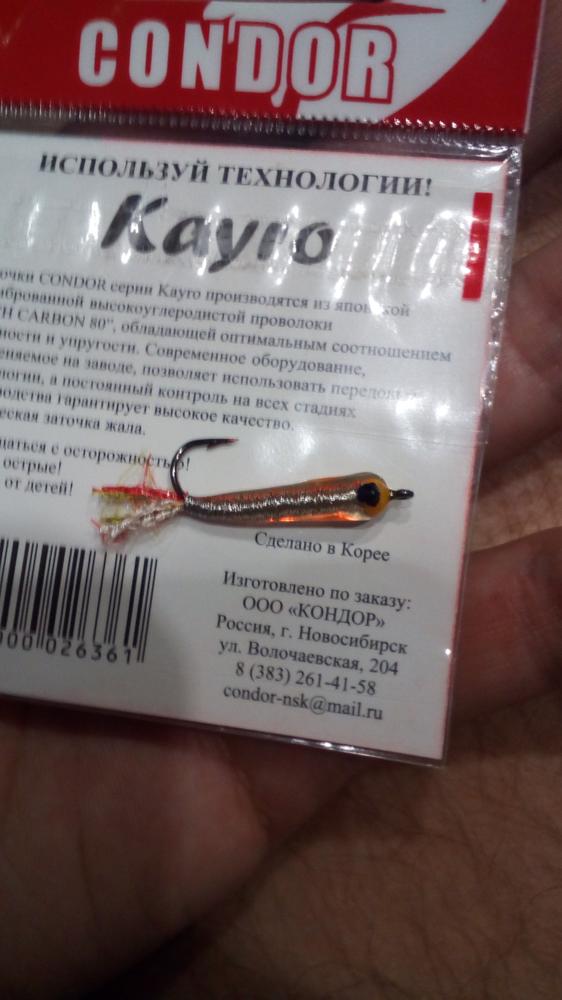 CONDOR
ИСПОЛЬЗУЙ ТЕХНОЛОГИИ!
Kayro
CONDOR серии Kayro производятся из японской
высокоуглеродистой проволоки
CARBON 80", обладающей оптимальным соотношением
и упругости. Современное оборудование,
на заводе, позволяет использовать
а постоянный контроль на всех стадиях
гарантирует высокое качество.
заточка жала.
с осторожностью!
острые!
от детей!
Сделано в Корее
Изготовлено по заказу:
ООО «КОНДОР»
Россия, г. Новосибирск
ул. Волочаевская, 204
8 (383) 261-41-58
condor-nsk@mail.ru
026361